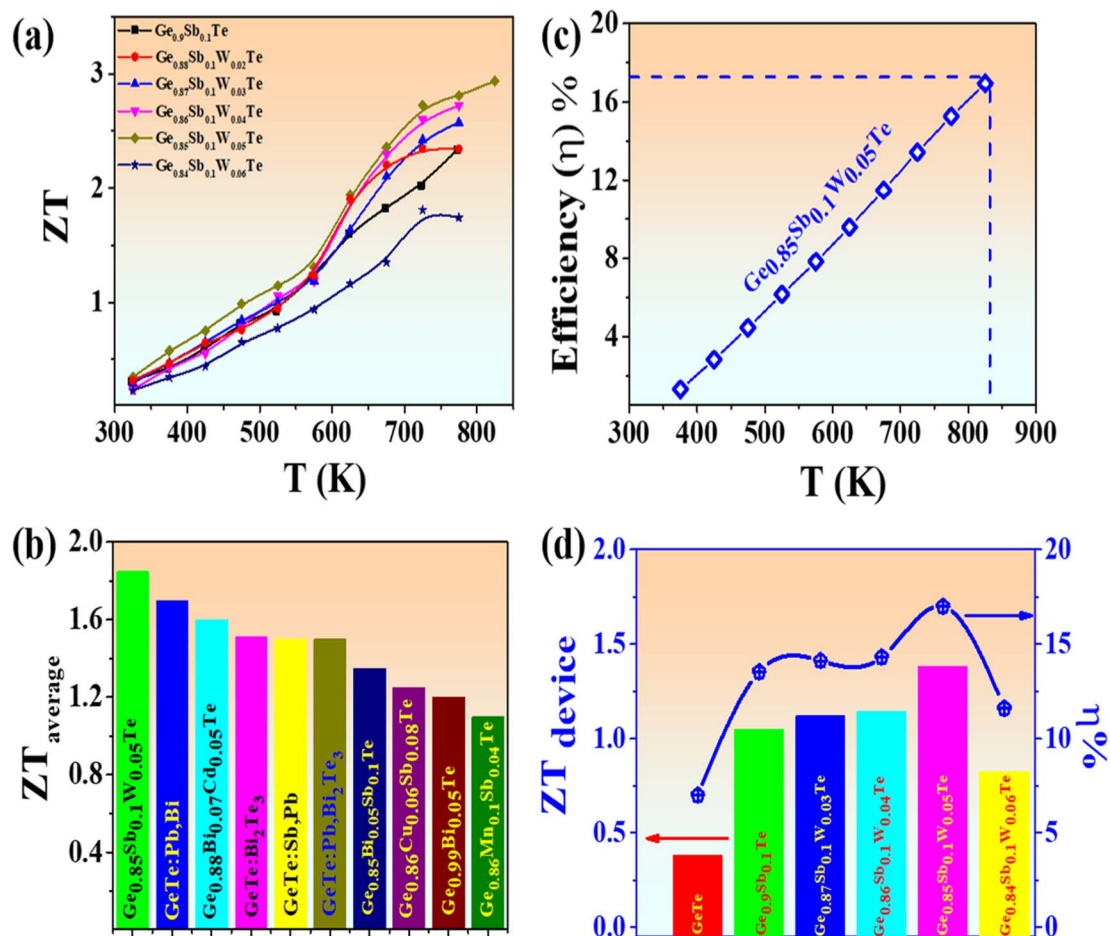 (a)
Ge0.9Sb0.1Te
Ge0.88Sb0.1W0.02Te
Ge0.87Sb0.1W0.03Te
Ge0.86Sb0.1W0.04Te
Ge0.85Sb0.1W0.05Te
Ge0.84Sb0.1W0.06Te
3
2
1
ZT
300 400 500 600 700 800
T (K)
(c)
20
16
12
8
4
Efficiency (η) %
Ge0.85Sb0.1W0.05Te
300 400 500 600 700 800 900
T (K)
(b)
2.0
1.6
1.2
0.8
0.4
ZT average
Ge0.85Sb0.1W0.05Te
GeTe:Pb,Bi
Ge0.88Bi0.07Cd0.05Te
GeTe:Bi2Te3
GeTe:Sb,Pb
GeTe:Pb,Bi2Te3
Ge0.85Bi0.05Sb0.1Te
Ge0.86Cu0.06Sb0.08Te
Ge0.99Bi0.05Te
Ge0.86Mn0.1Sb0.04Te
(d)
2.0
1.5
1.0
0.5
0.0
ZT device
GeTe
Ge0.9Sb0.1Te
Ge0.87Sb0.1W0.03Te
Ge0.86Sb0.1W0.04Te
Ge0.85Sb0.1W0.05Te
Ge0.84Sb0.1W0.06Te
20
15
10
5
0
η%